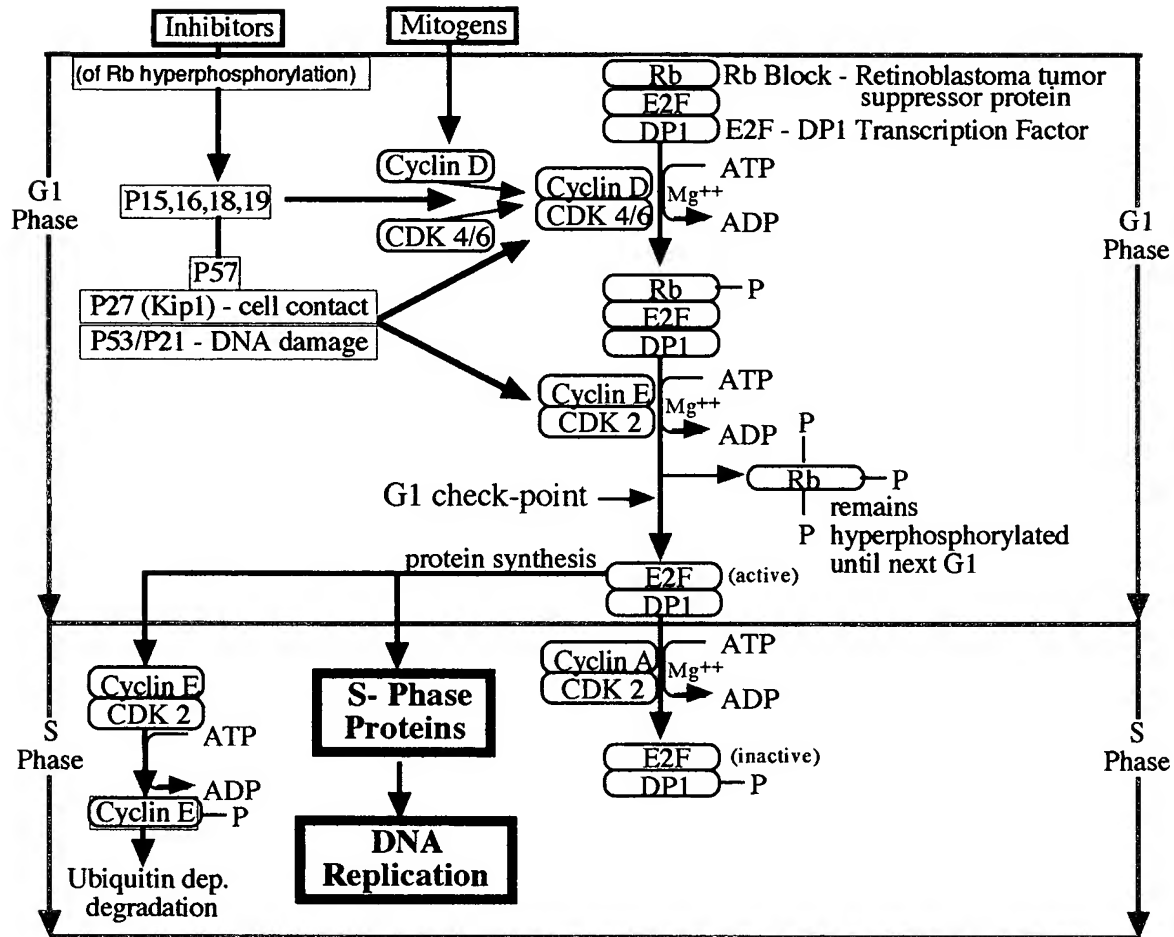 Inhibitors
Mitogens
(of Rb hyperphosphorylation)
Rb
Rb Block - Retinoblastoma tumor
suppressor protein
E2F
DP1
E2F - DP1 Transcription Factor
G1
Phase
P15,16,18,19
Cyclin D
CDK 4/6
Cyclin D
CDK 4/6
ATP
Mg++
ADP
G1
Phase
P57
P27 (Kip1) - cell contact
P53/P21 - DNA damage
Rb
P
E2F
DP1
Cyclin E
CDK 2
ATP
Mg++
ADP
P
Rb
P
P
remains
hyperphosphorylated
until next G1
G1 check-point
protein synthesis
E2F
(active)
DP1
S
Phase
Cyclin E
CDK 2
ATP
ADP
Cyclin E
P
Ubiquitin dep.
degradation
S- Phase
Proteins
DNA
Replication
Cyclin A
CDK 2
ATP
Mg++
ADP
E2F
(inactive)
DP1
P
S
Phase